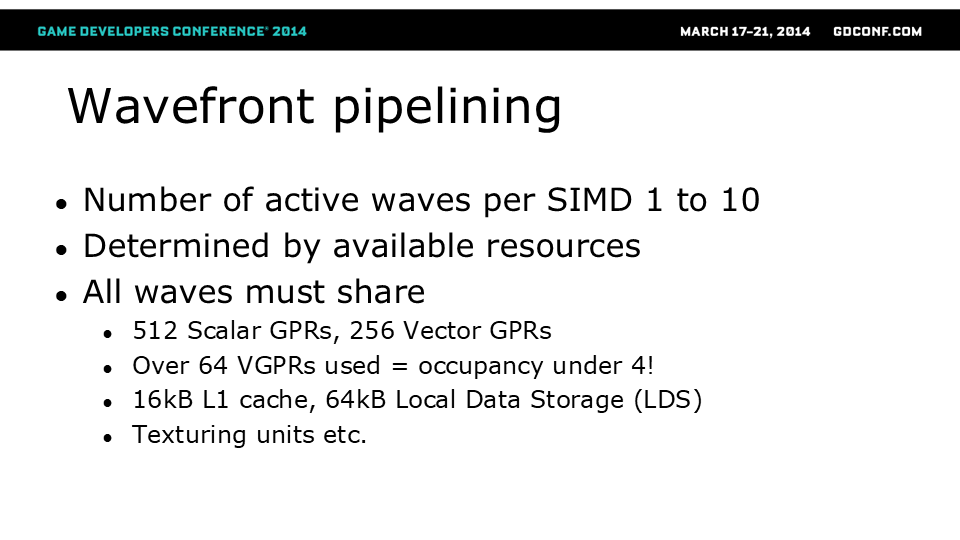 GAME DEVELOPERS CONFERENCE® 2014 MARCH 17–21, 2014 GDCONF.COM
Wavefront pipelining
• Number of active waves per SIMD 1 to 10
• Determined by available resources
• All waves must share
• 512 Scalar GPRs, 256 Vector GPRs
• Over 64 VGPRs used = occupancy under 4!
• 16kB L1 cache, 64kB Local Data Storage (LDS)
• Texturing units etc.